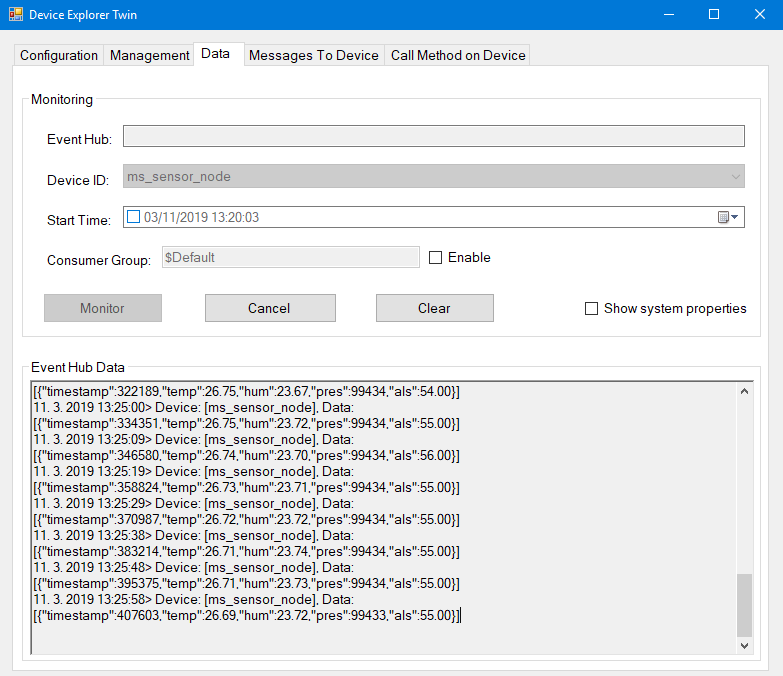 Device Explorer Twin
Configuration Management Data Messages To Device Call Method on Device
Monitoring
Event Hub:
Device ID: ms_sensor_node
Start Time: 03/11/2019 13:20:03
Consumer Group: $Default Enable
Monitor Cancel Clear Show system properties
Event Hub Data
[{"timestamp":322189,"temp":26.75,"hum":23.67,"pres":99434,"als":54.00}]
11. 3. 2019 13:25:00> Device: [ms_sensor_node], Data:
[{"timestamp":334351,"temp":26.75,"hum":23.72,"pres":99434,"als":55.00}]
11. 3. 2019 13:25:09> Device: [ms_sensor_node], Data:
[{"timestamp":346580,"temp":26.74,"hum":23.70,"pres":99434,"als":56.00}]
11. 3. 2019 13:25:19> Device: [ms_sensor_node], Data:
[{"timestamp":358824,"temp":26.73,"hum":23.71,"pres":99434,"als":55.00}]
11. 3. 2019 13:25:29> Device: [ms_sensor_node], Data:
[{"timestamp":370987,"temp":26.72,"hum":23.72,"pres":99434,"als":55.00}]
11. 3. 2019 13:25:38> Device: [ms_sensor_node], Data:
[{"timestamp":383214,"temp":26.71,"hum":23.74,"pres":99434,"als":55.00}]
11. 3. 2019 13:25:48> Device: [ms_sensor_node], Data:
[{"timestamp":395375,"temp":26.71,"hum":23.73,"pres":99434,"als":55.00}]
11. 3. 2019 13:25:58> Device: [ms_sensor_node], Data:
[{"timestamp":407603,"temp":26.69,"hum":23.72,"pres":99433,"als":55.00}]